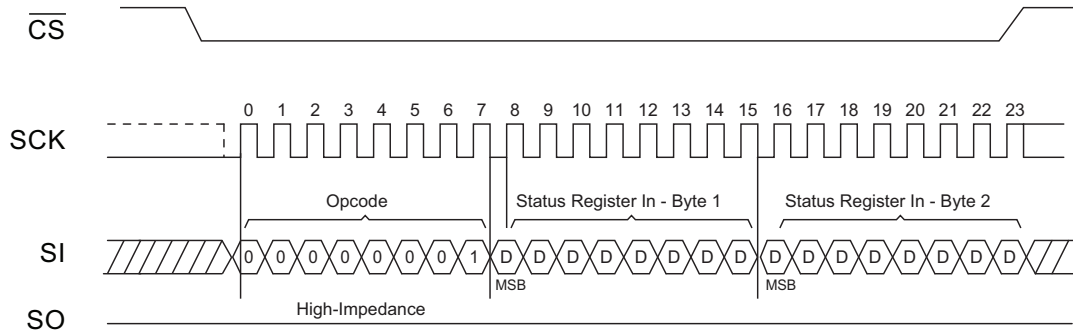 CS
SCK
0 1 2 3 4 5 6 7 8 9 10 11 12 13 14 15 16 17 18 19 20 21 22 23
Opcode Status Register In - Byte 1 Status Register In - Byte 2
SI
0 0 0 0 0 0 0 1 D D D D D D D D D D D D D D D D
MSB MSB
High-Impedance
SO